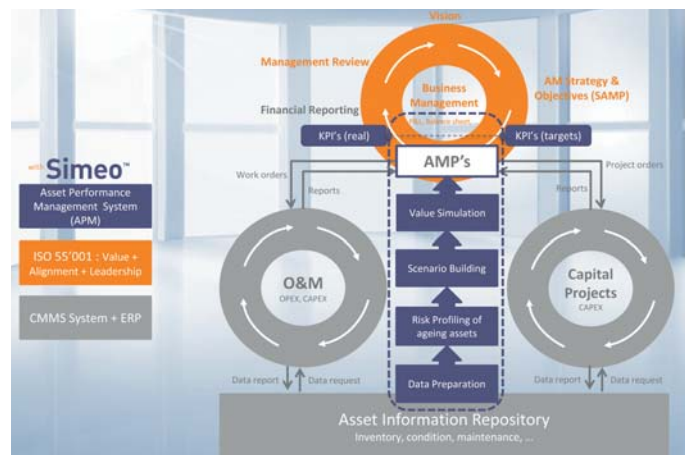 Vision
Management Review
AM Strategy &
Objectives (SAMP)
Business
Management
Financial Reporting
P&L, Balance sheet,
KPI's (real)
KPI's (targets)
AMP's
with Simeo™
Asset Performance
Management System
(APM)
ISO 55'001 : Value +
Alignment + Leadership
CMMS System + ERP
Work orders
Reports
Project orders
Reports
Value Simulation
Scenario Building
Risk Profiling of
ageing assets
Data Preparation
O&M
OPEX, CAPEX
Capital
Projects
CAPEX
Data report
Data request
Data report
Data request
Asset Information Repository
Inventory, condition, maintenance, ...